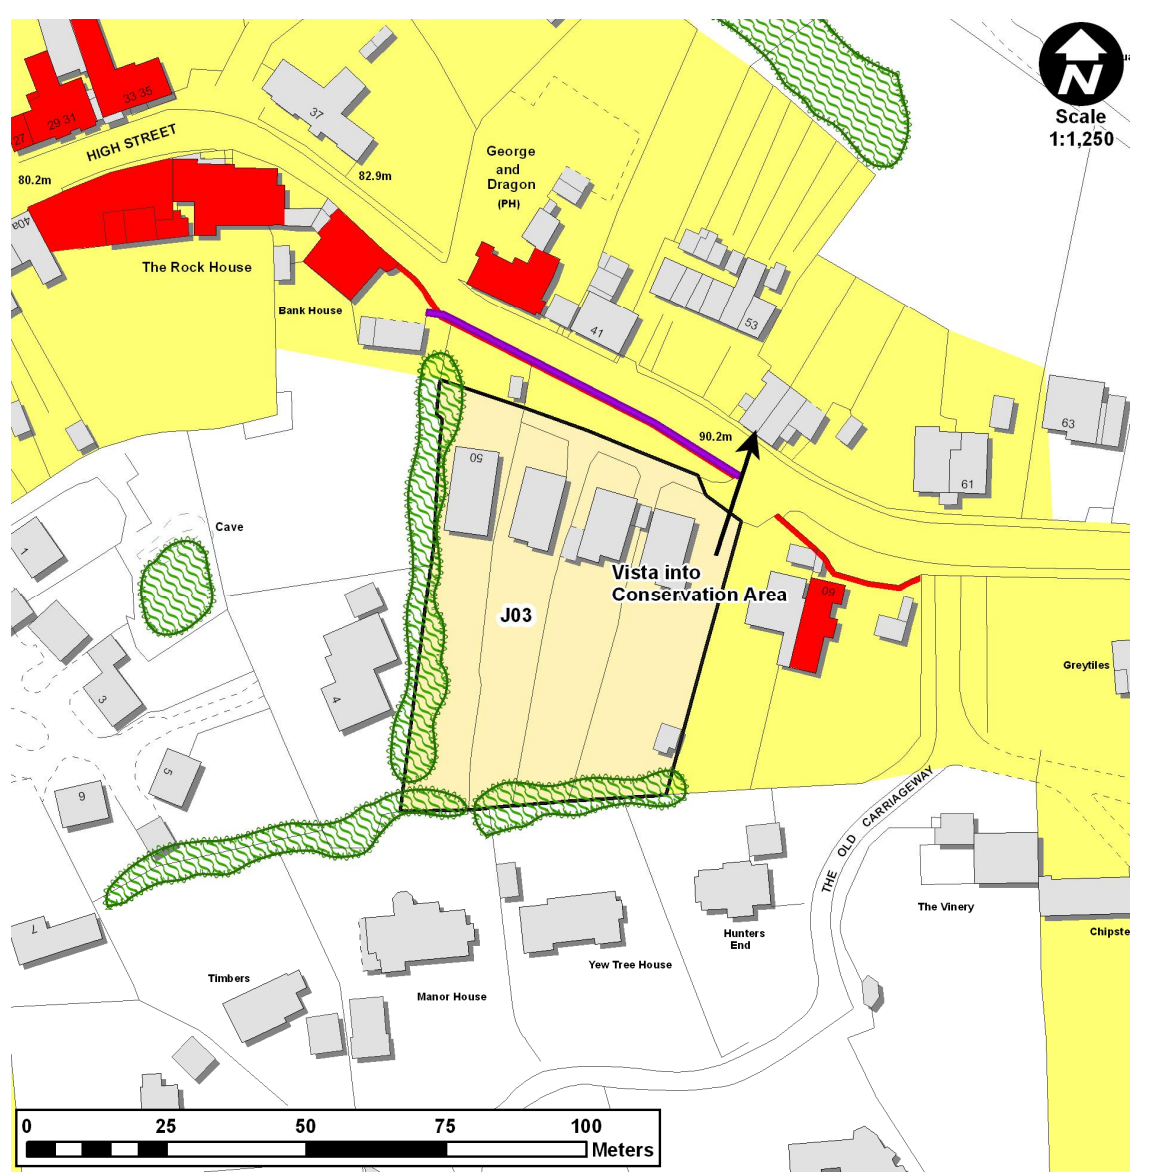 33 35
29 31
27
HIGH STREET
80.2m
37
82.9m
George
and
Dragon
(PH)
Scale
1:1,250
40a
The Rock House
Bank House
41
53
63
90.2m
61
50
Cave
1
Vista into
Conservation Area
J03
60
Greytiles
3
4
5
6
THE OLD CARRIAGEWAY
The Vinery
7
Hunters
End
Chipste
Yew Tree House
Timbers
Manor House
0 25 50 75 100
Meters
N